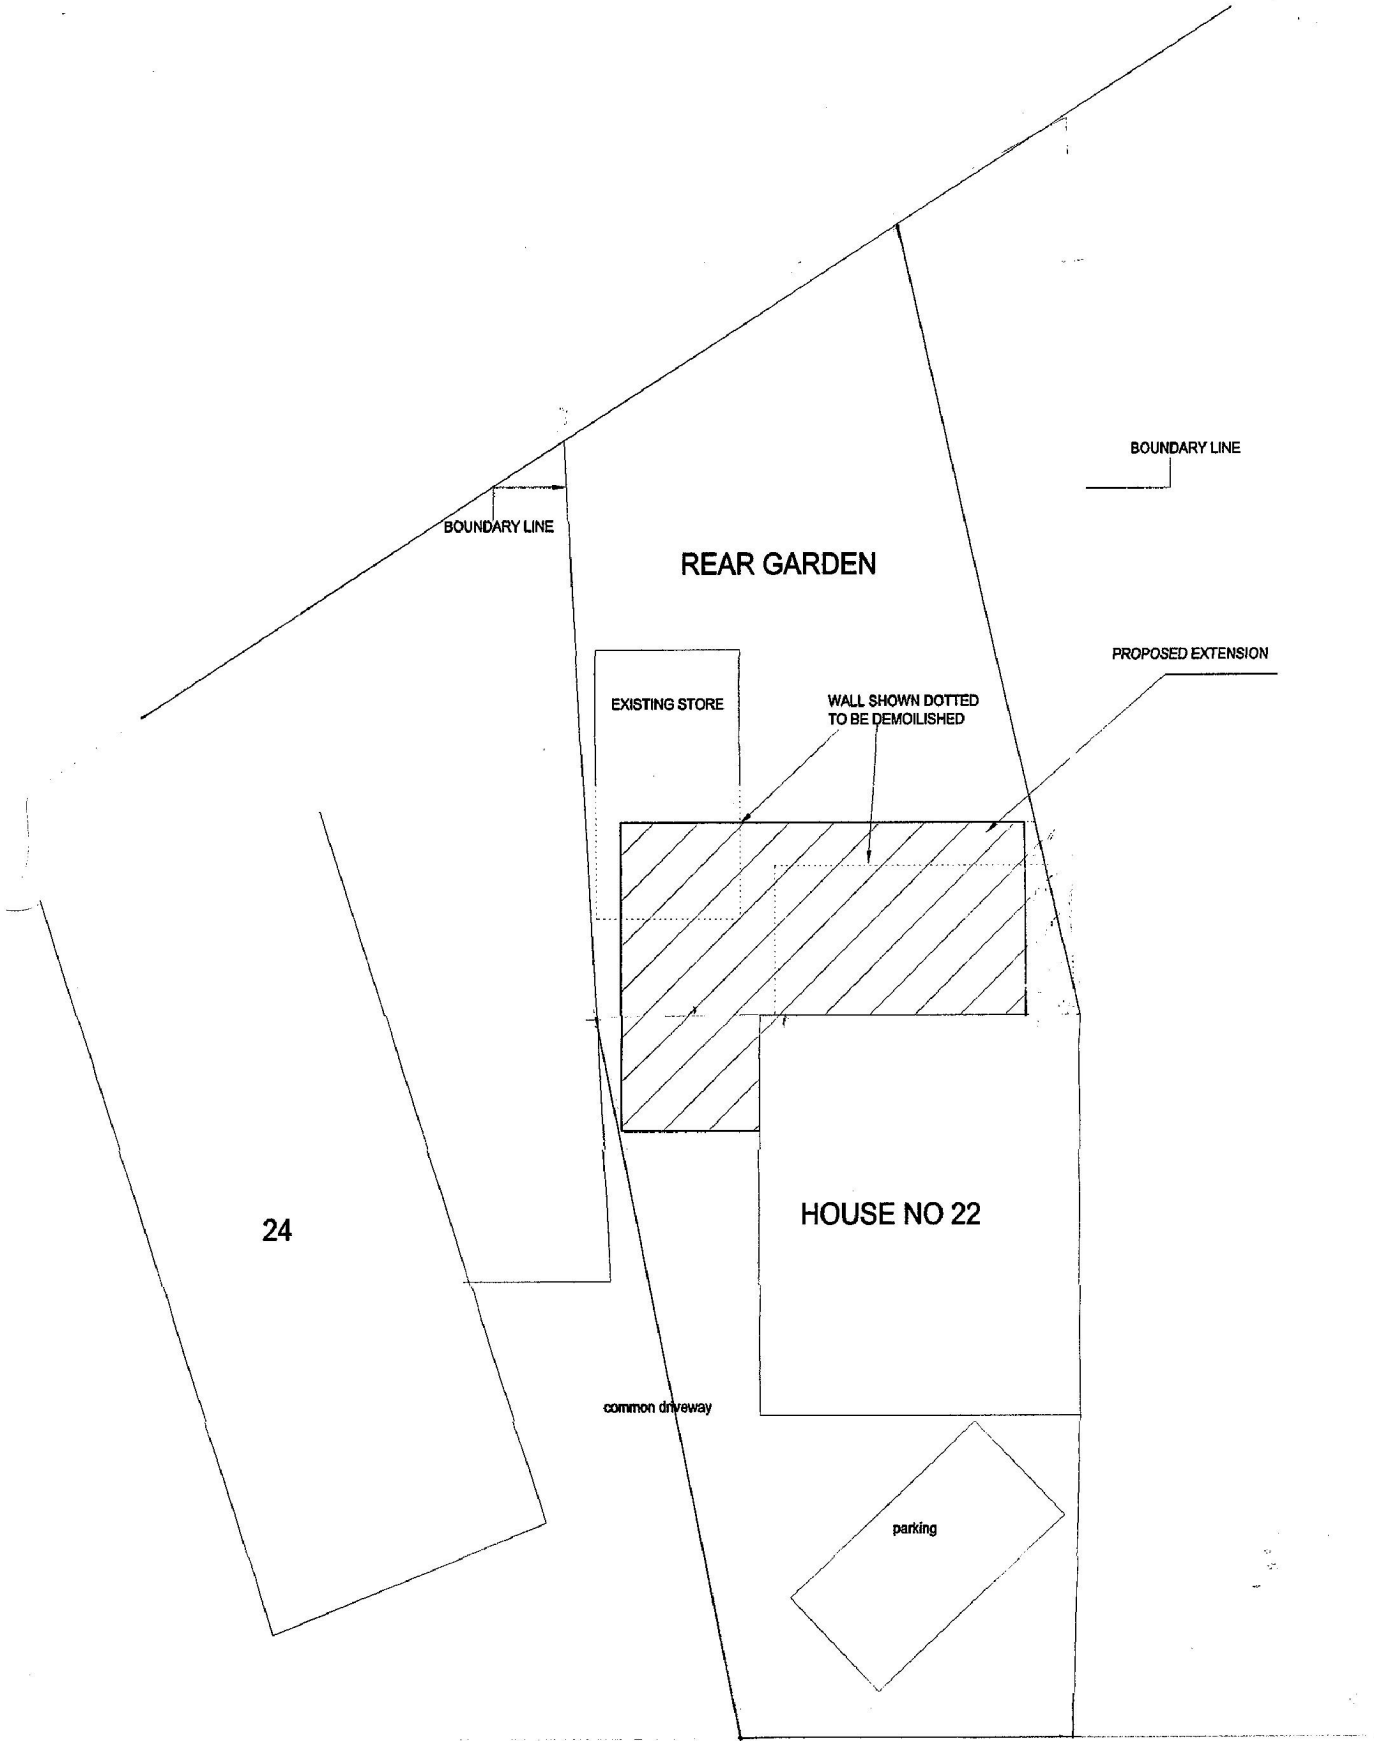 BOUNDARY LINE
BOUNDARY LINE
REAR GARDEN
PROPOSED EXTENSION
EXISTING STORE
WALL SHOWN DOTTED
TO BE DEMOILISHED
HOUSE NO 22
24
common driveway
parking